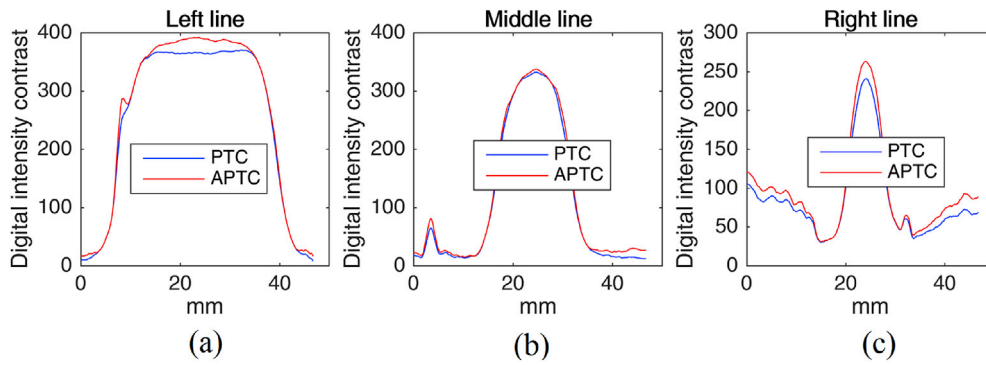 Left line
Digital intensity contrast
400
300
200
100
0
0
20
40
mm
PTC
APTC
(a)
Middle line
Digital intensity contrast
400
300
200
100
0
0
20
40
mm
PTC
APTC
(b)
Right line
Digital intensity contrast
300
250
200
150
100
50
0
0
20
40
mm
PTC
APTC
(c)